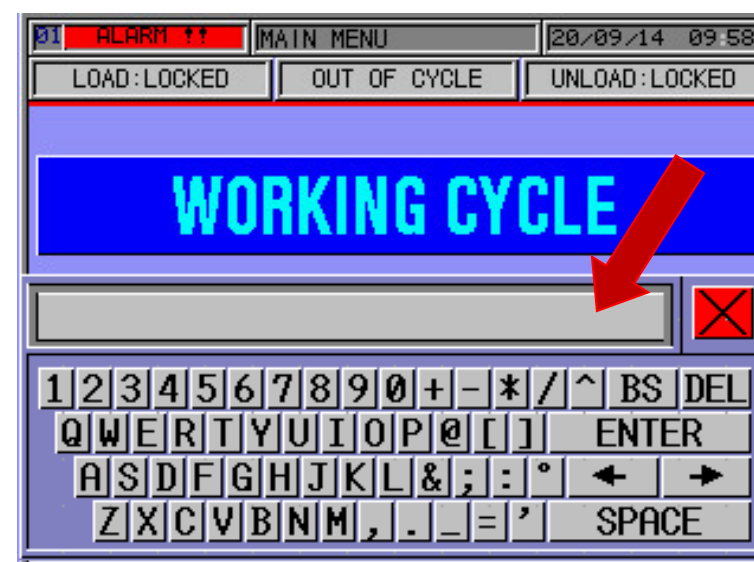 01 ALARM !! MAIN MENU 20/09/14 09:58
LOAD:LOCKED OUT OF CYCLE UNLOAD:LOCKED
WORKING CYCLE
1 2 3 4 5 6 7 8 9 0 + - * / ^ BS DEL
Q W E R T Y U I O P @ [ ] ENTER
A S D F G H J K L & ; : ° ← →
Z X C V B N M , . _ = ' SPACE